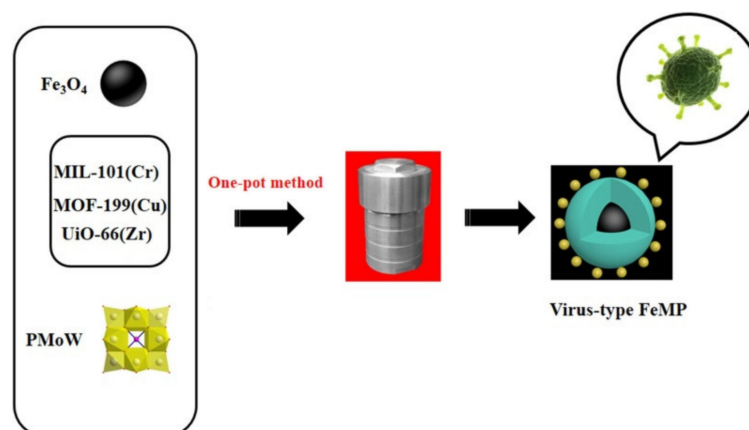 Fe₃O₄
MIL-101(Cr)
MOF-199(Cu)
UiO-66(Zr)
PMoW
One-pot method
Virus-type FeMP